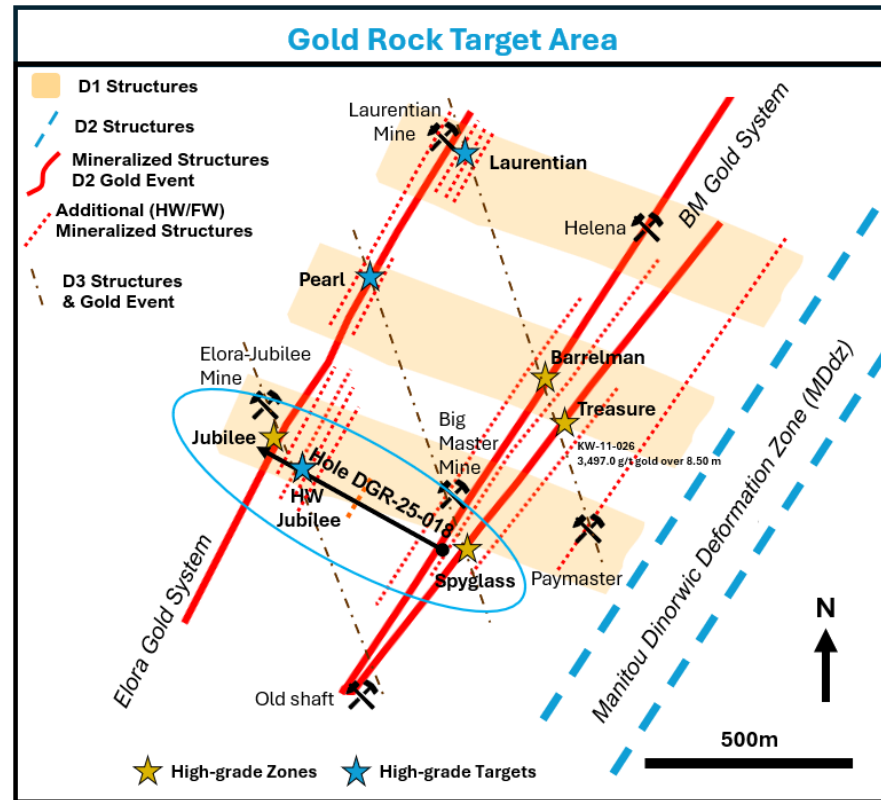 Gold Rock Target Area
D1 Structures
D2 Structures
Mineralized Structures
D2 Gold Event
Additional (HW/FW)
Mineralized Structures
D3 Structures
& Gold Event
Laurentian
Mine
Laurentian
Helena
BM Gold System
Pearl
Elora-Jubilee
Mine
Barrelman
Treasure
KW-11-026
3,497.0 g/t gold over 8.50 m
Big
Master
Mine
Jubilee
Hole DGR-25-018
HW
Jubilee
Spyglass
Paymaster
Elora Gold System
Manitou Dinorwic Deformation Zone (MDdz)
Old shaft
N
500m
High-grade Zones
High-grade Targets